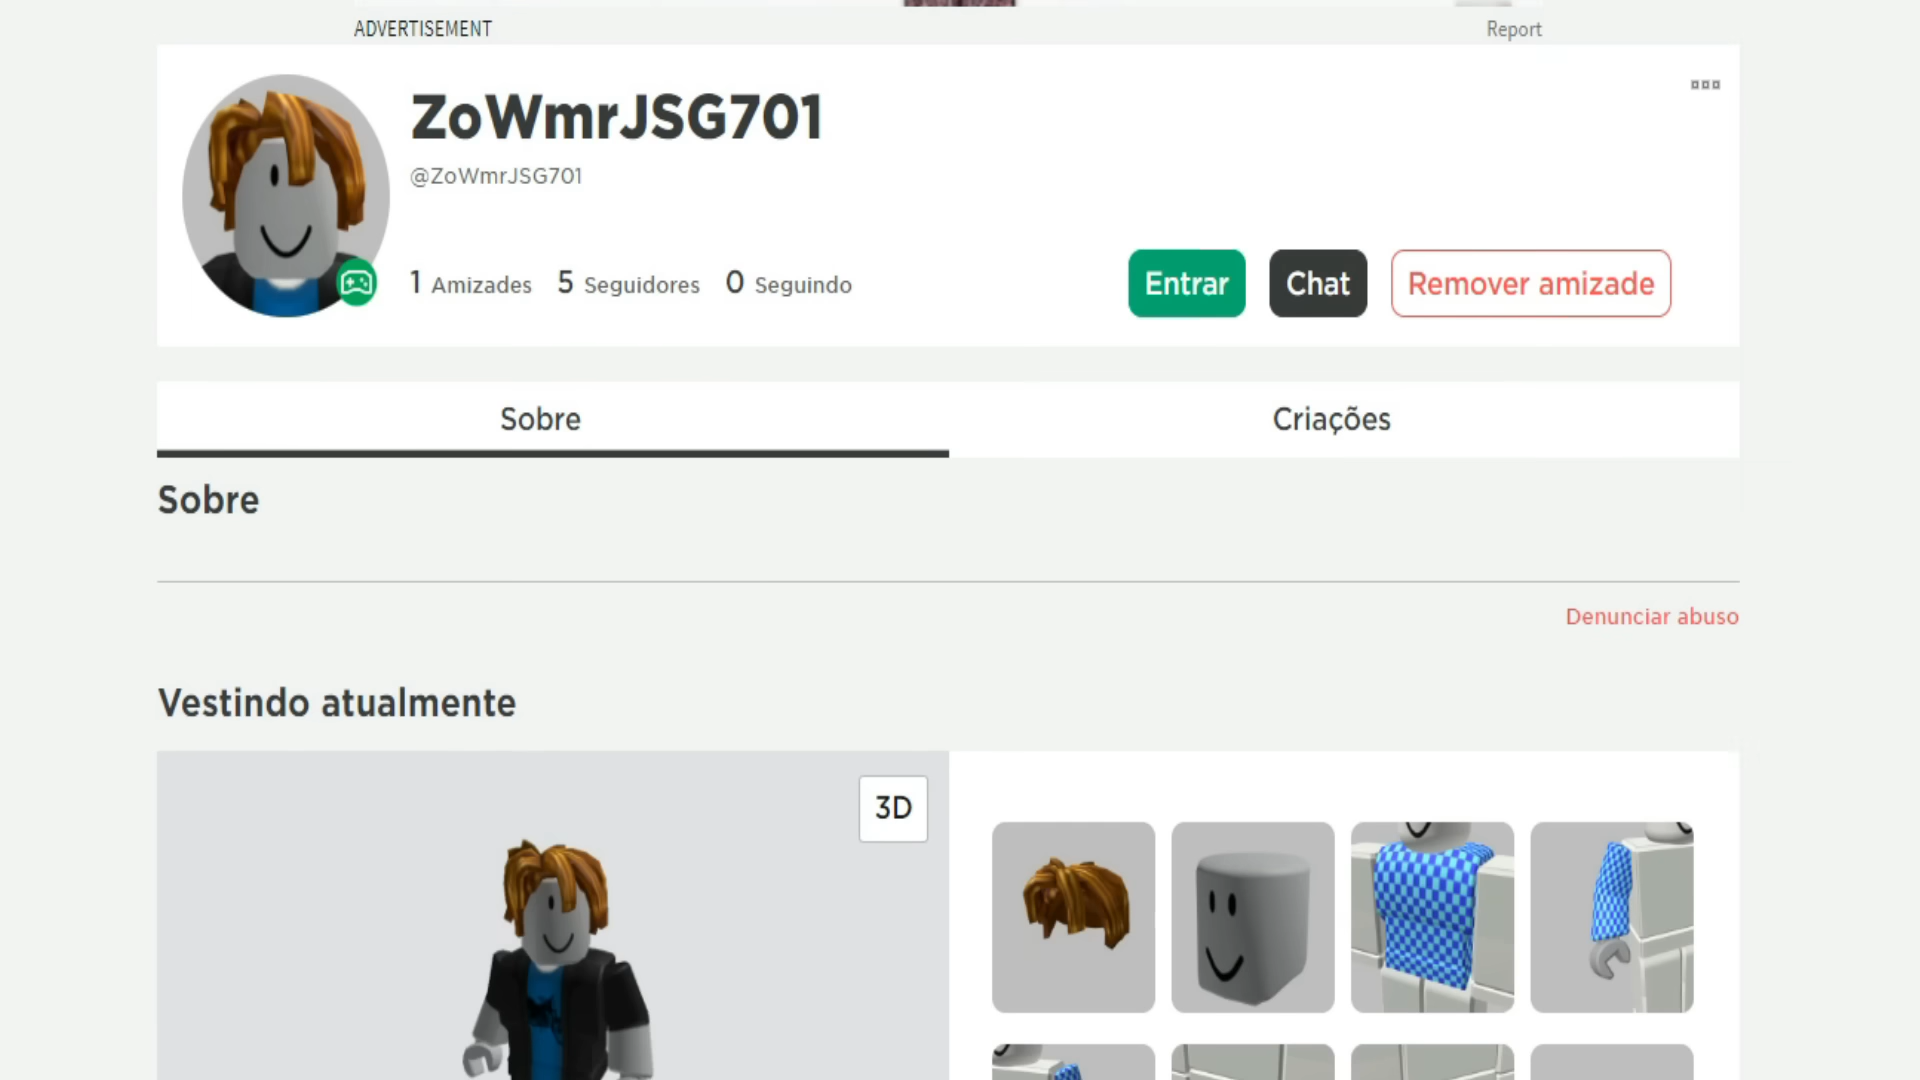 ADVERTISEMENT
Report
ZoWmrJSG701
@ZoWmrJSG701
1 Amizades 5 Seguidores 0 Seguindo
Entrar
Chat
Remover amizade
Sobre
Criações
Sobre
Denunciar abuso
Vestindo atualmente
3D